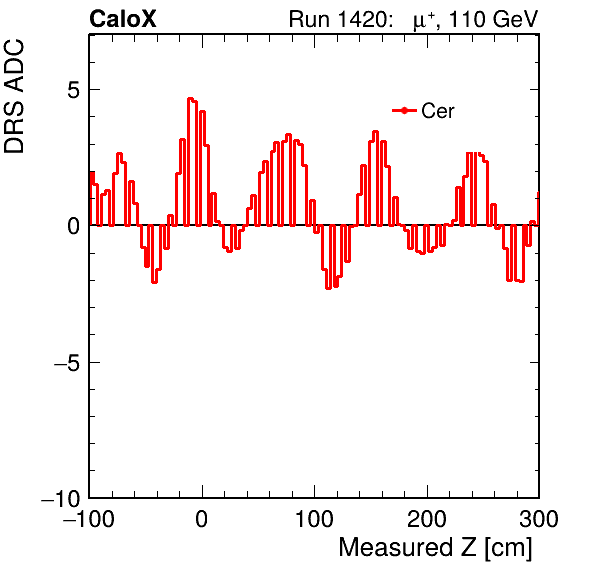 CaloX Run 1420: μ⁺, 110 GeV
DRS ADC
Cer
5
0
−5
−10
−100 0 100 200 300
Measured Z [cm]